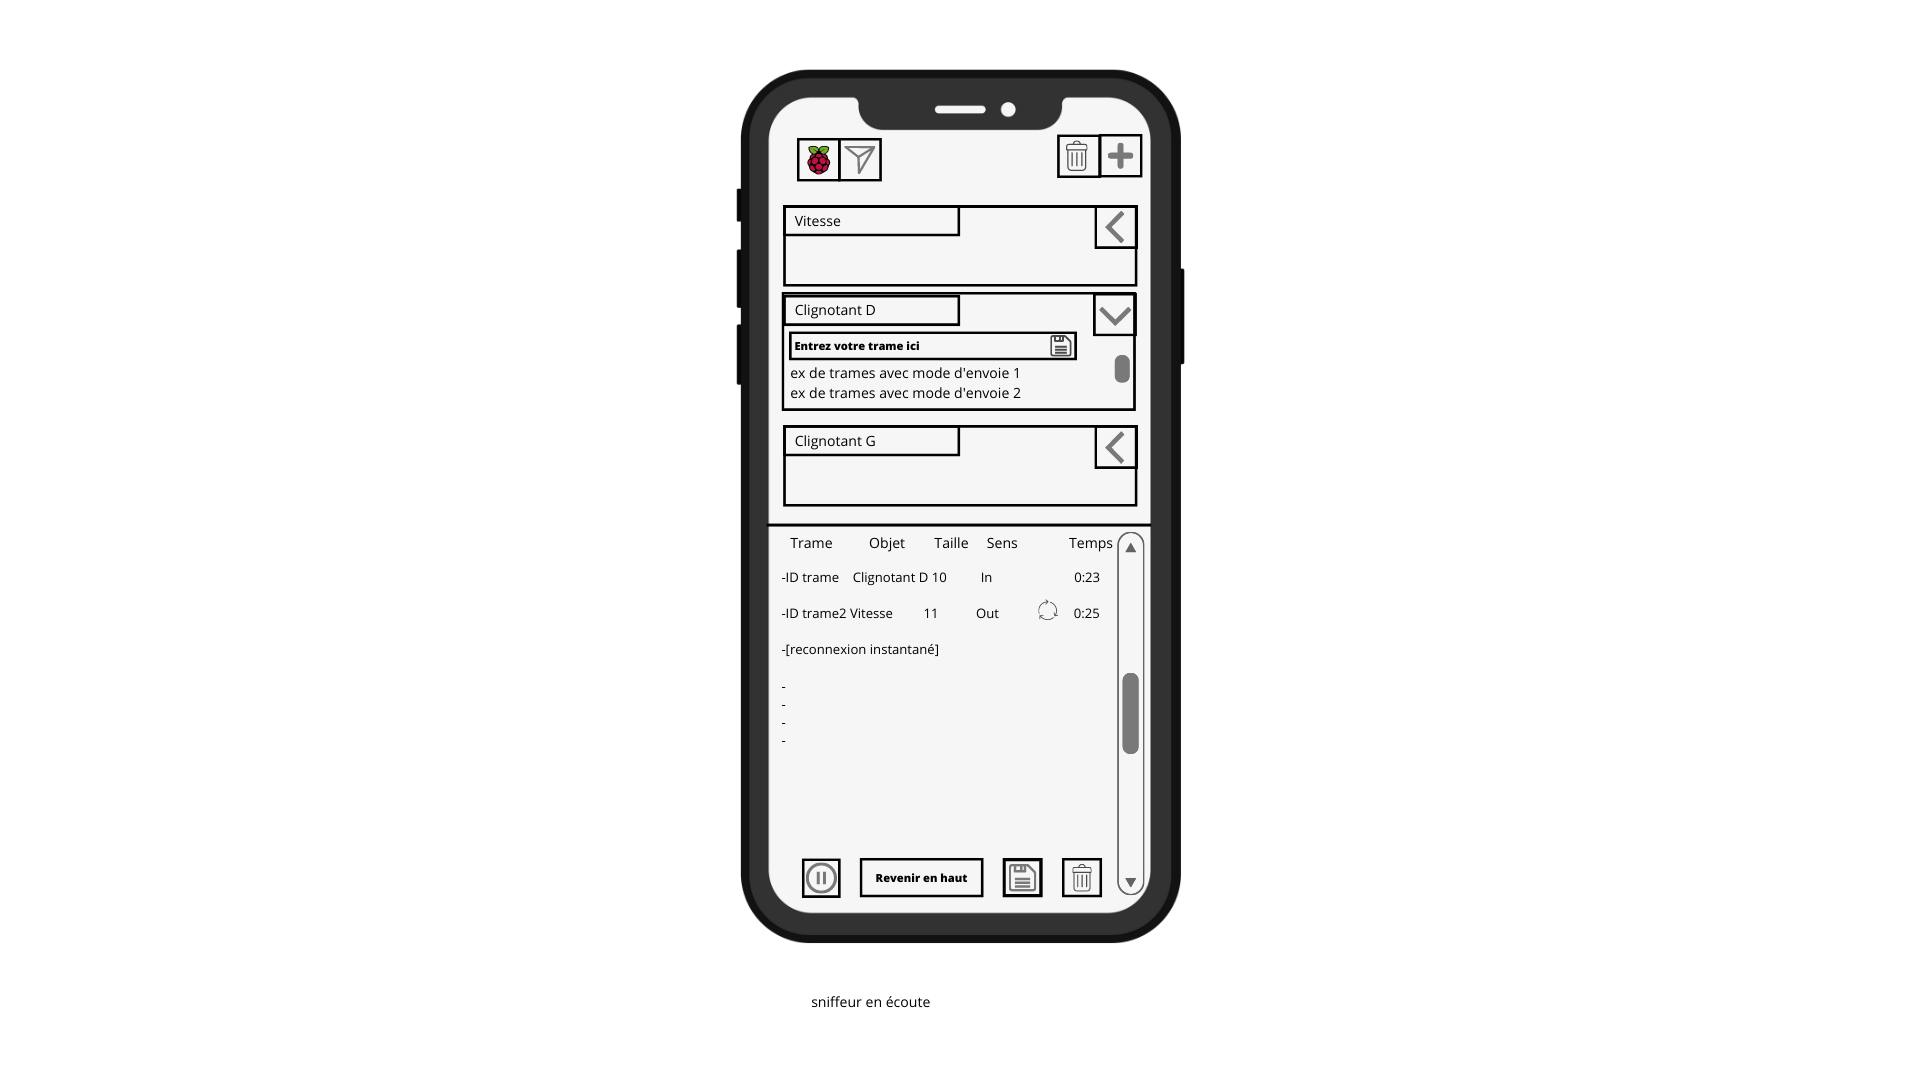 Vitesse
Clignotant D
Entrez votre trame ici
ex de trames avec mode d'envoie 1
ex de trames avec mode d'envoie 2
Clignotant G
Trame Objet Taille Sens Temps
-ID trame Clignotant D 10 In 0:23
-ID trame2 Vitesse 11 Out 0:25
-[reconnexion instantané]
-
-
-
-
Revenir en haut
sniffeur en écoute